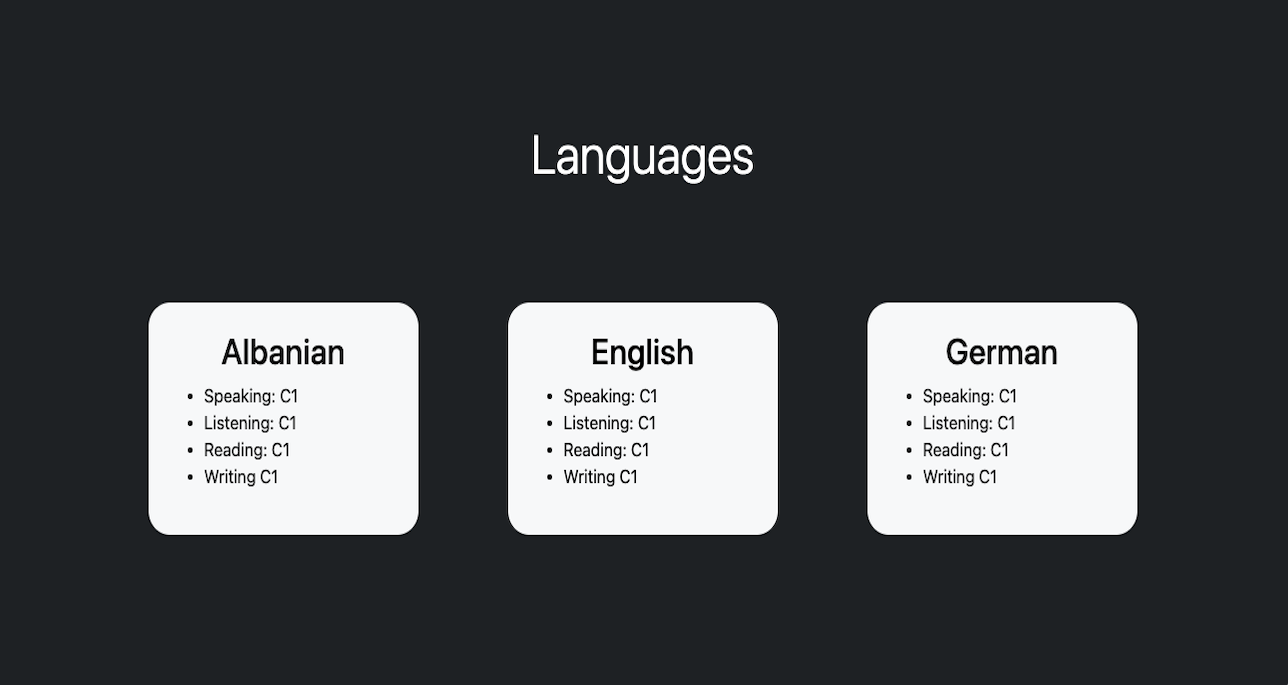 Languages
Albanian
• Speaking: C1
• Listening: C1
• Reading: C1
• Writing C1
English
• Speaking: C1
• Listening: C1
• Reading: C1
• Writing C1
German
• Speaking: C1
• Listening: C1
• Reading: C1
• Writing C1